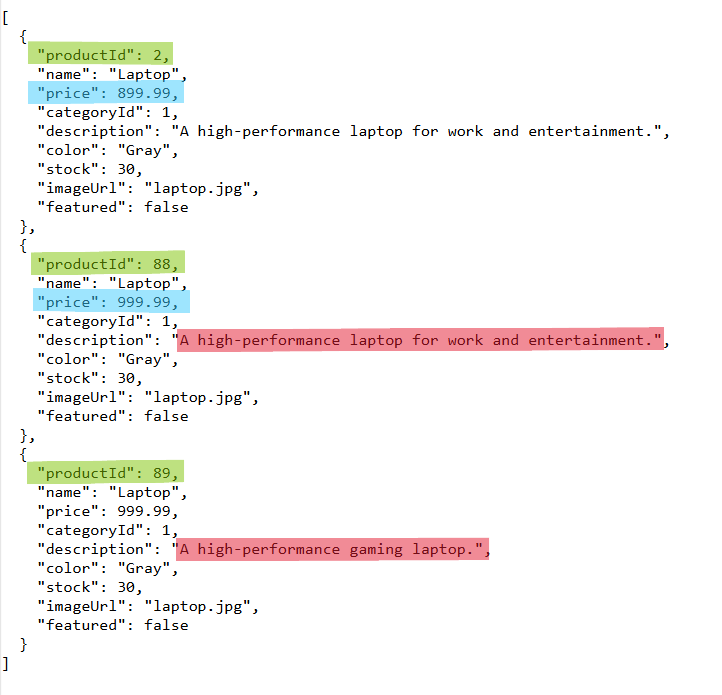 [
  {
    "productId": 2,
    "name": "Laptop",
    "price": 899.99,
    "categoryId": 1,
    "description": "A high-performance laptop for work and entertainment.",
    "color": "Gray",
    "stock": 30,
    "imageUrl": "laptop.jpg",
    "featured": false
  },
  {
    "productId": 88,
    "name": "Laptop",
    "price": 999.99,
    "categoryId": 1,
    "description": "A high-performance laptop for work and entertainment.",
    "color": "Gray",
    "stock": 30,
    "imageUrl": "laptop.jpg",
    "featured": false
  },
  {
    "productId": 89,
    "name": "Laptop",
    "price": 999.99,
    "categoryId": 1,
    "description": "A high-performance gaming laptop.",
    "color": "Gray",
    "stock": 30,
    "imageUrl": "laptop.jpg",
    "featured": false
  }
]